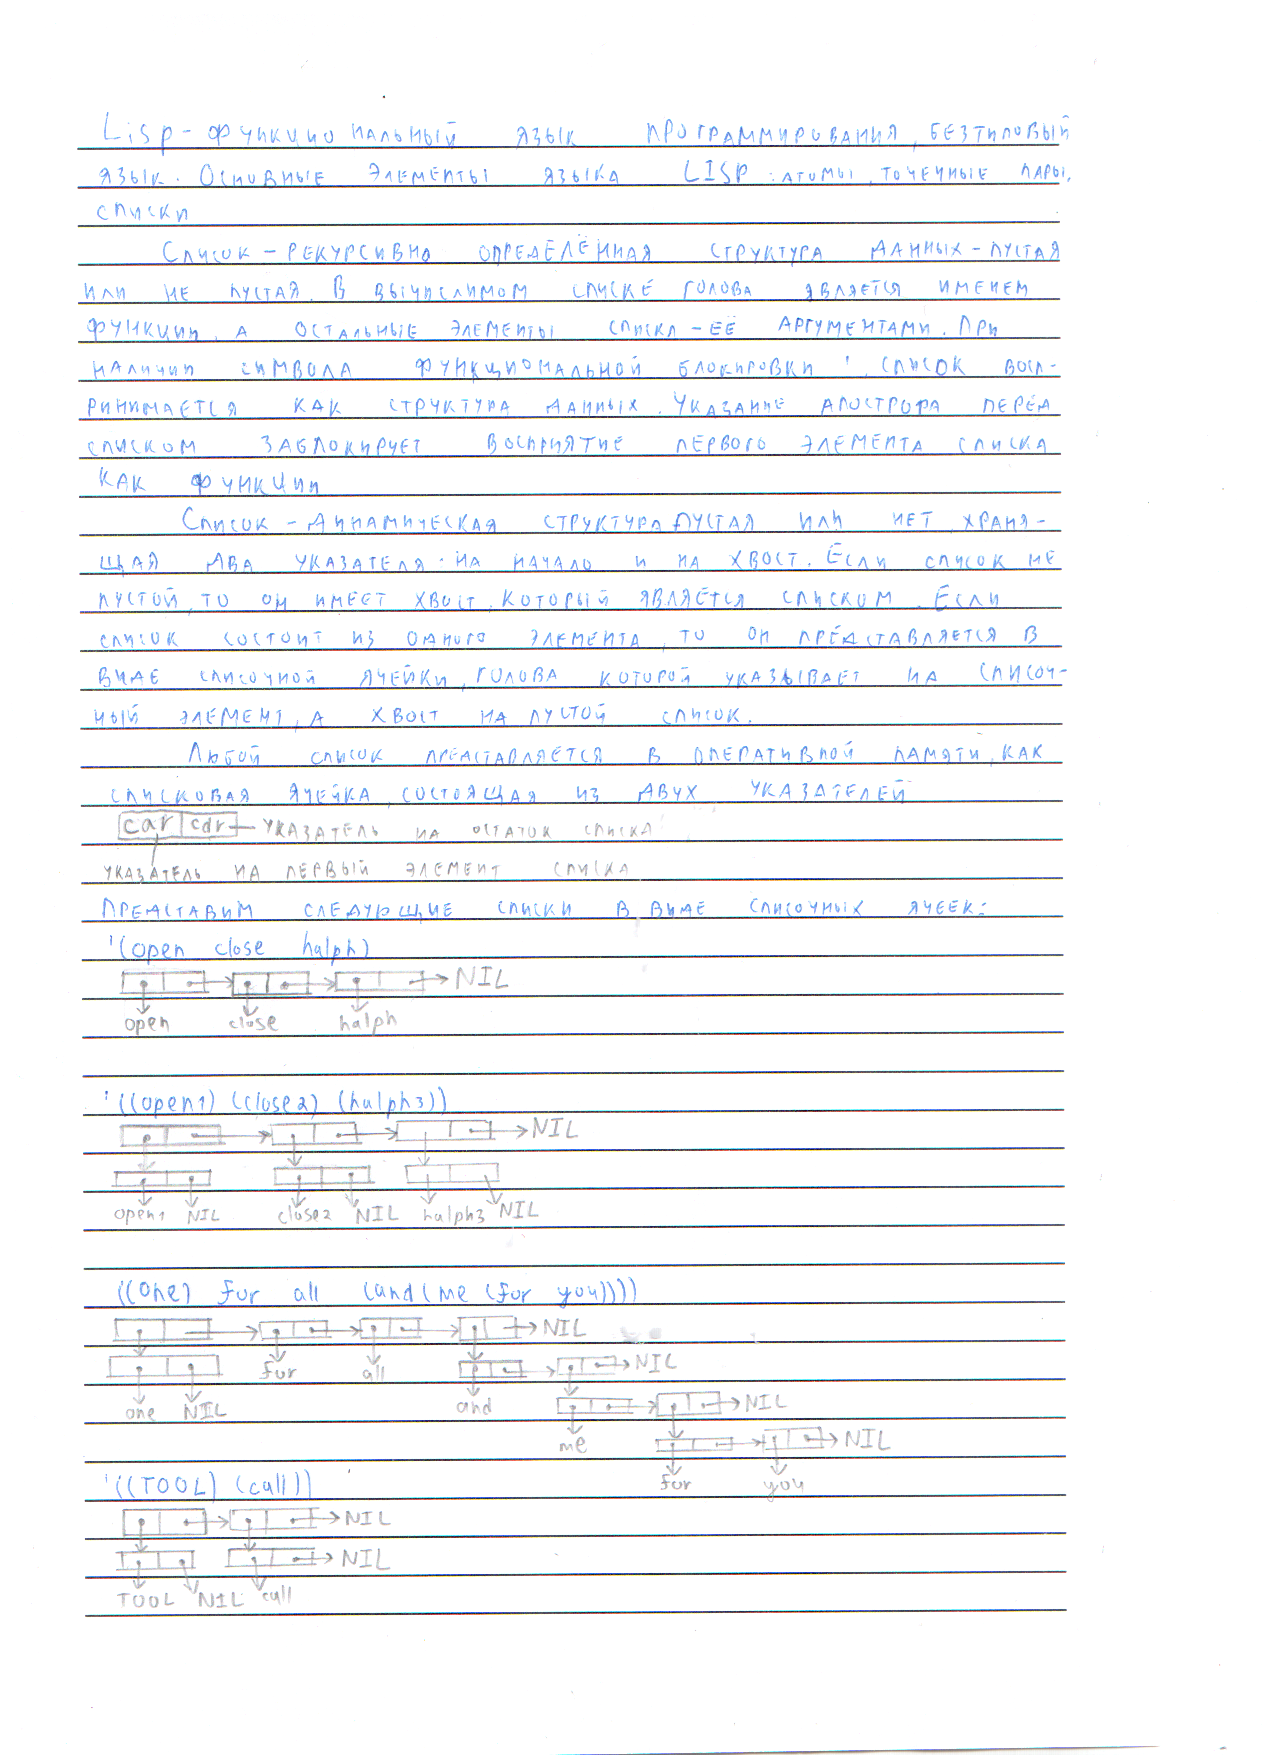 Lisp - функциональный язык программирования, безтиповый
язык. Основные элементы языка LISP: атомы, точечные пары,
списки
Список - рекурсивно определённая структура данных - пустая
или не пустая. В вычислимом списке голова является именем
функции, а остальные элементы списка - её аргументами. При
наличии символа функциональной блокировки ' список восп-
ринимается как структура данных. Указание апострофа перед
списком заблокирует восприятие первого элемента списка
как функции
Список - динамическая структура пустая или нет, храня-
щая два указателя: на начало и на хвост. Если список не
пустой, то он имеет хвост, который является списком. Если
список состоит из одного элемента, то он представляется в
виде списочной ячейки, голова которой указывает на списоч-
ный элемент, а хвост на пустой список.
Любой список представляется в оперативной памяти, как
списковая ячейка, состоящая из двух указателей
car cdr - указатель на остаток списка
указатель на первый элемент списка
Представим следующие списки в виде списочных ячеек:
'(open close halph)
NIL
open close halph
'((open1) (close2) (halph3))
NIL
open1 NIL close2 NIL halph3 NIL
((one) for all (and (me (for you))))
NIL
for all NIL
one NIL and NIL
me NIL
for you
'((TOOL) (call))
NIL
NIL
TOOL NIL call